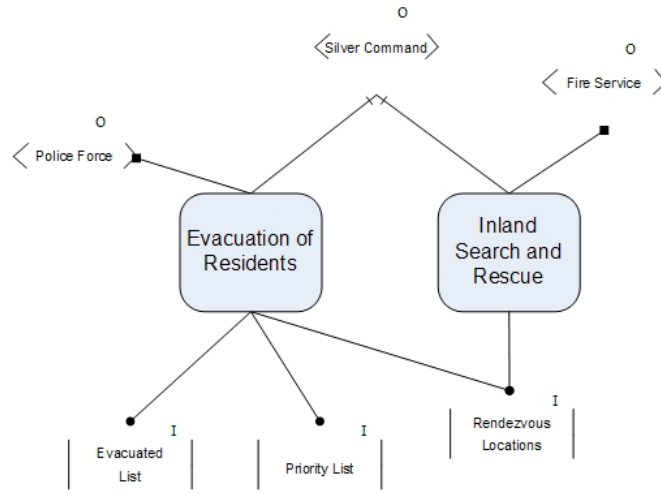 O
Silver Command
O
Fire Service
O
Police Force
Evacuation of
Residents
Inland
Search and
Rescue
I
Evacuated
List
I
Priority List
I
Rendezvous
Locations